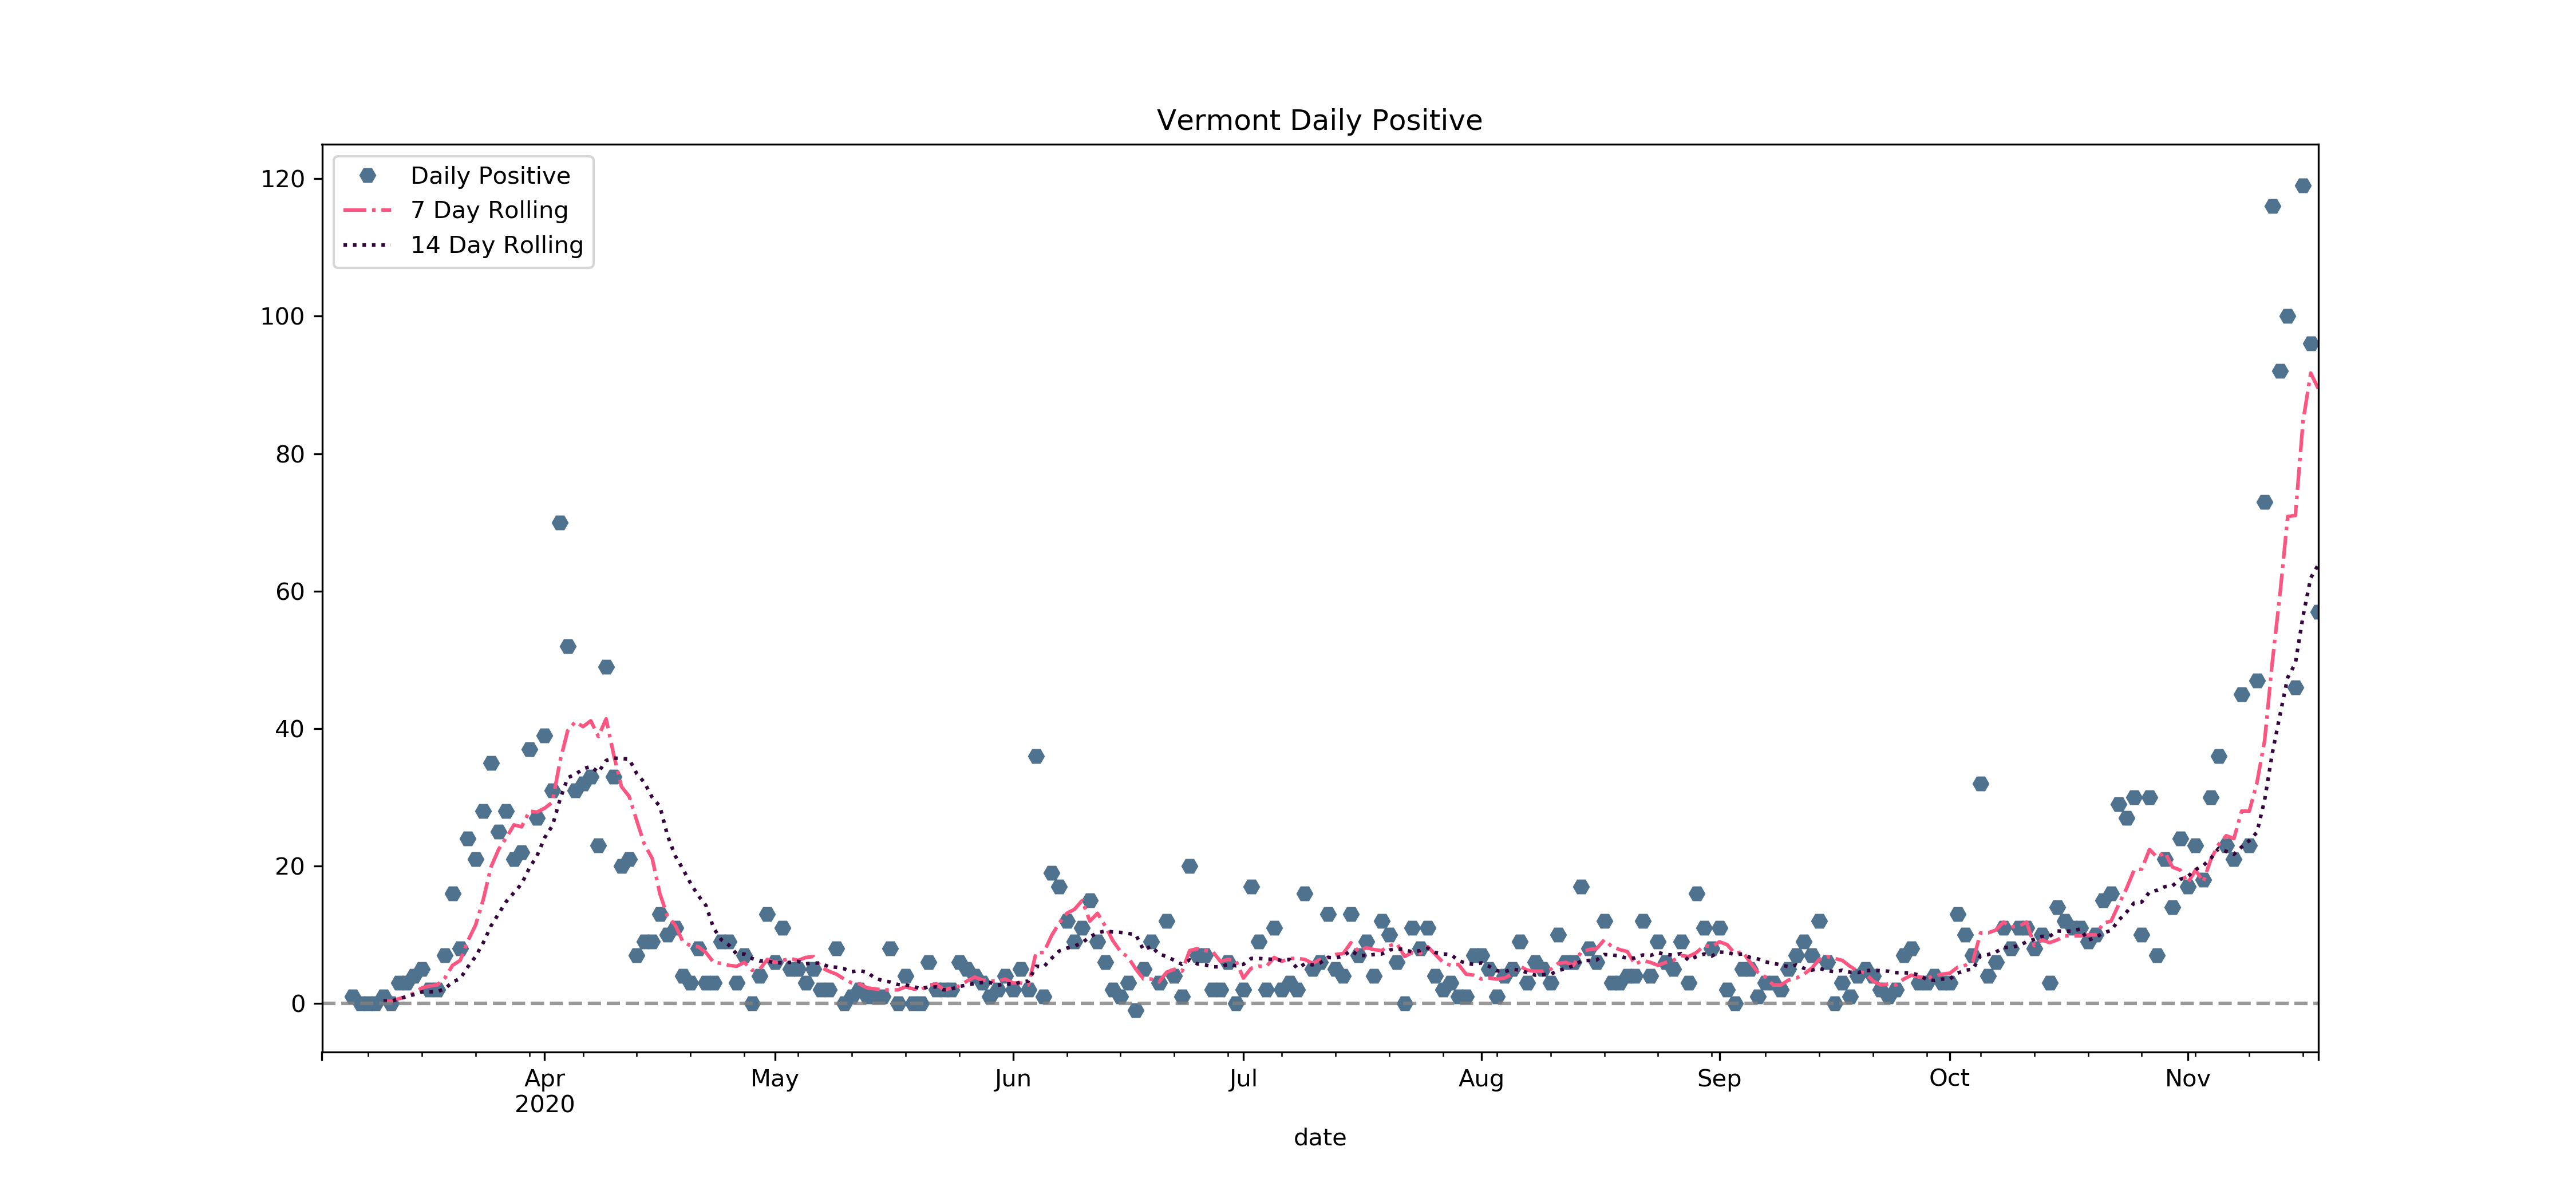 Vermont Daily Positive
Daily Positive
7 Day Rolling
14 Day Rolling
120
100
80
60
40
20
0
Apr May Jun Jul Aug Sep Oct Nov
2020
date